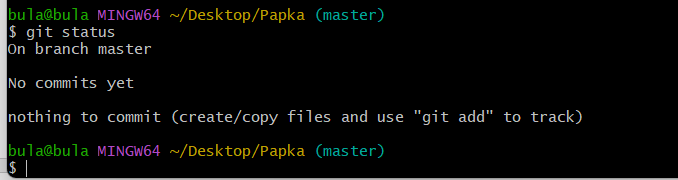 bula@bula MINGW64 ~/Desktop/Papka (master)
$ git status
On branch master
No commits yet
nothing to commit (create/copy files and use "git add" to track)
bula@bula MINGW64 ~/Desktop/Papka (master)
$